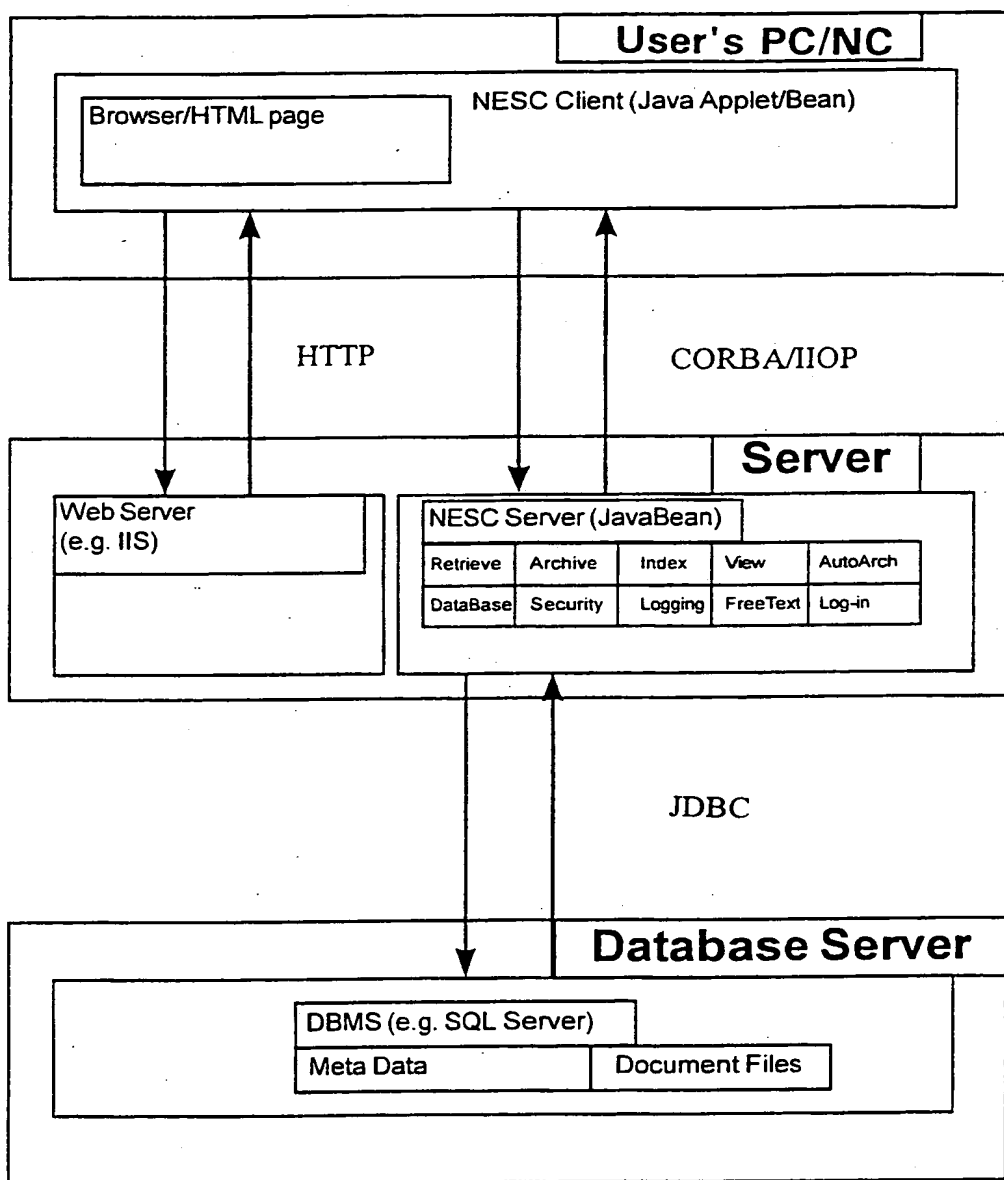 User's PC/NC
NESC Client (Java Applet/Bean)
Browser/HTML page
HTTP
CORBA/IIOP
Server
Web Server
(e.g. IIS)
NESC Server (JavaBean)
Retrieve Archive Index View AutoArch
DataBase Security Logging FreeText Log-in
JDBC
Database Server
DBMS (e.g. SQL Server)
Meta Data Document Files